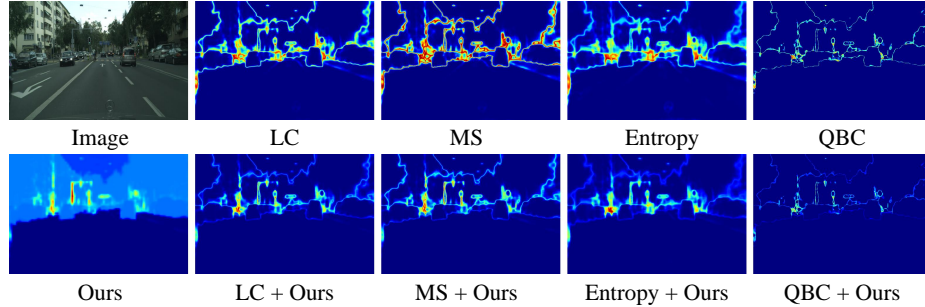 Image LC MS Entropy QBC
Ours LC + Ours MS + Ours Entropy + Ours QBC + Ours